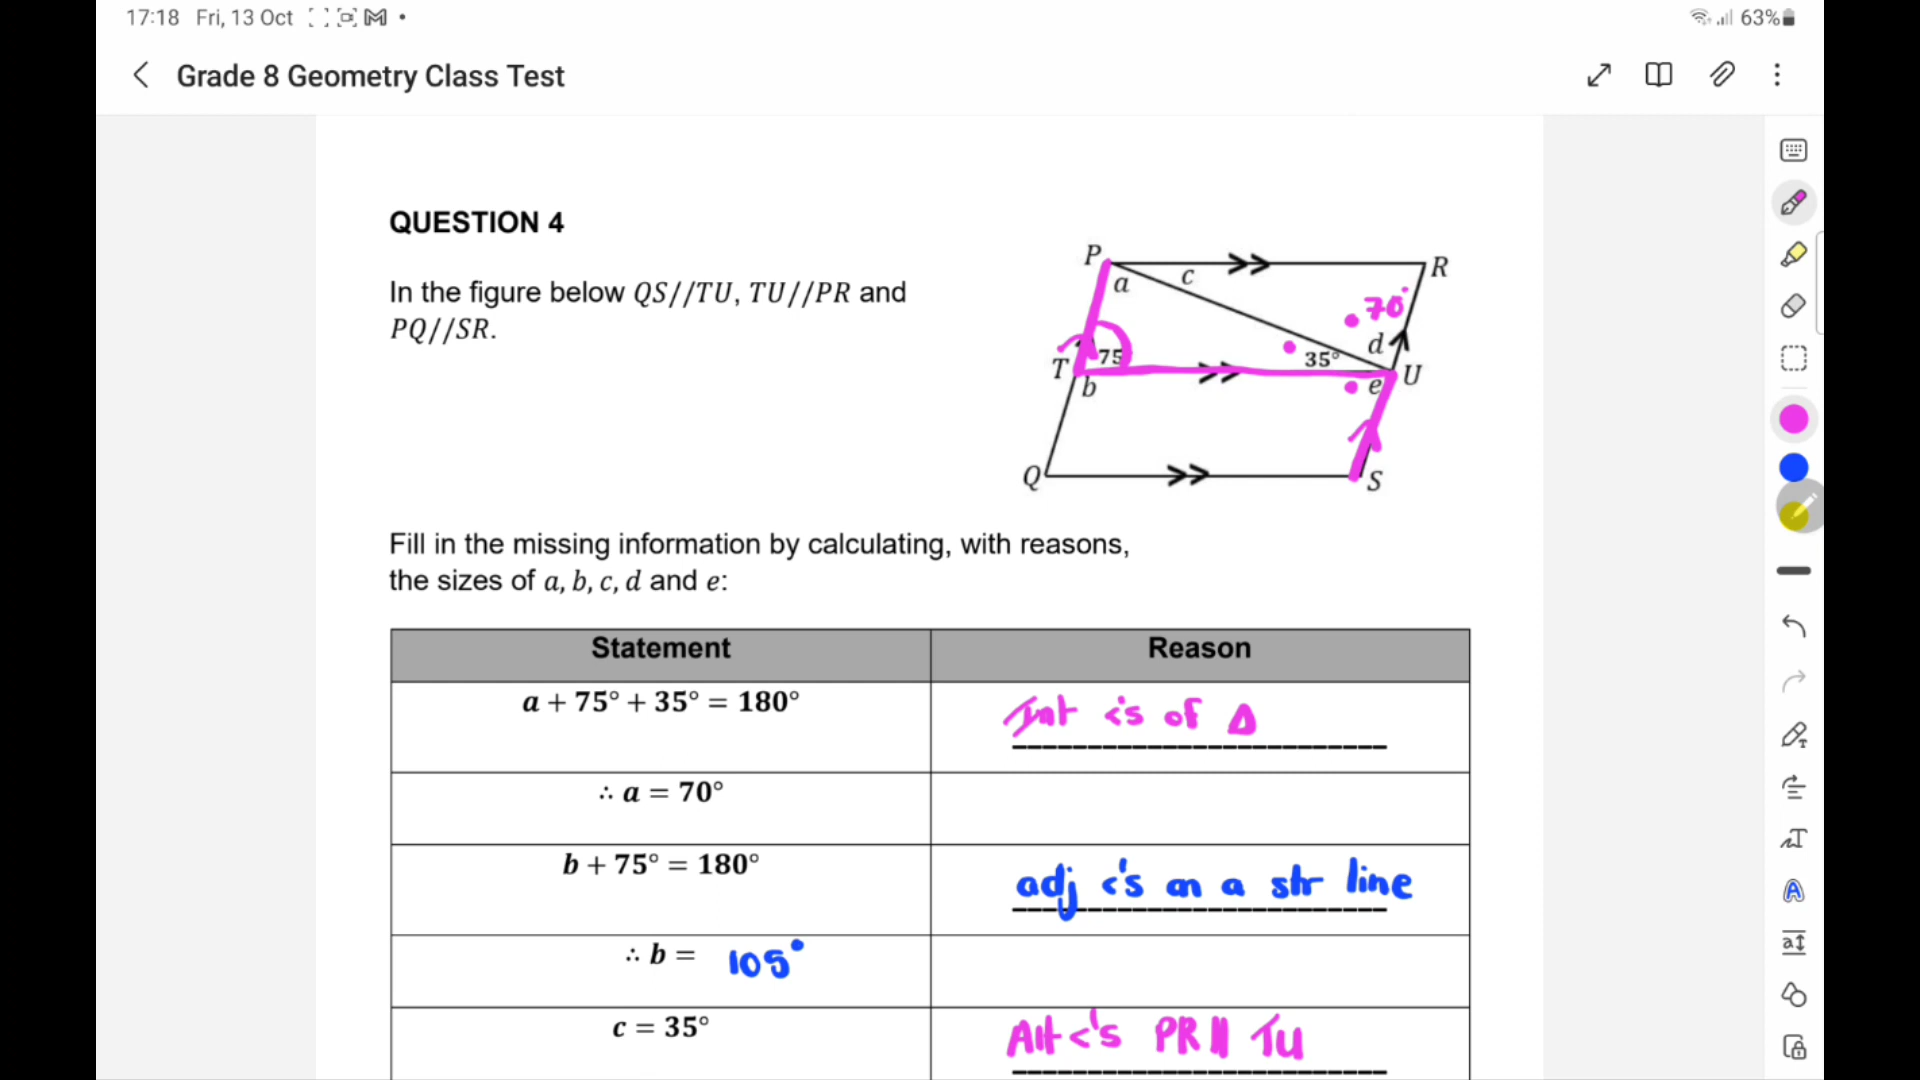 17:18 Fri, 13 Oct
63%
Grade 8 Geometry Class Test
QUESTION 4
In the figure below QS//TU, TU//PR and
PQ//SR.
P
R
a
c
70°
d
T
75
35°
U
b
e
Q
S
Fill in the missing information by calculating, with reasons,
the sizes of a, b, c, d and e:
Statement Reason
a + 75° + 35° = 180° Int <'s of Δ
∴ a = 70°
b + 75° = 180° adj <'s on a str line
∴ b = 105°
c = 35° Alt <'s PR || TU